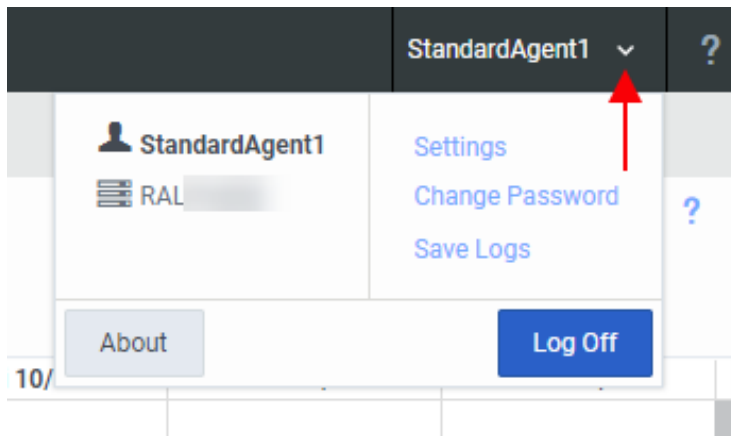 StandardAgent1
?
StandardAgent1
RAL
Settings
Change Password
Save Logs
?
About
Log Off
10/